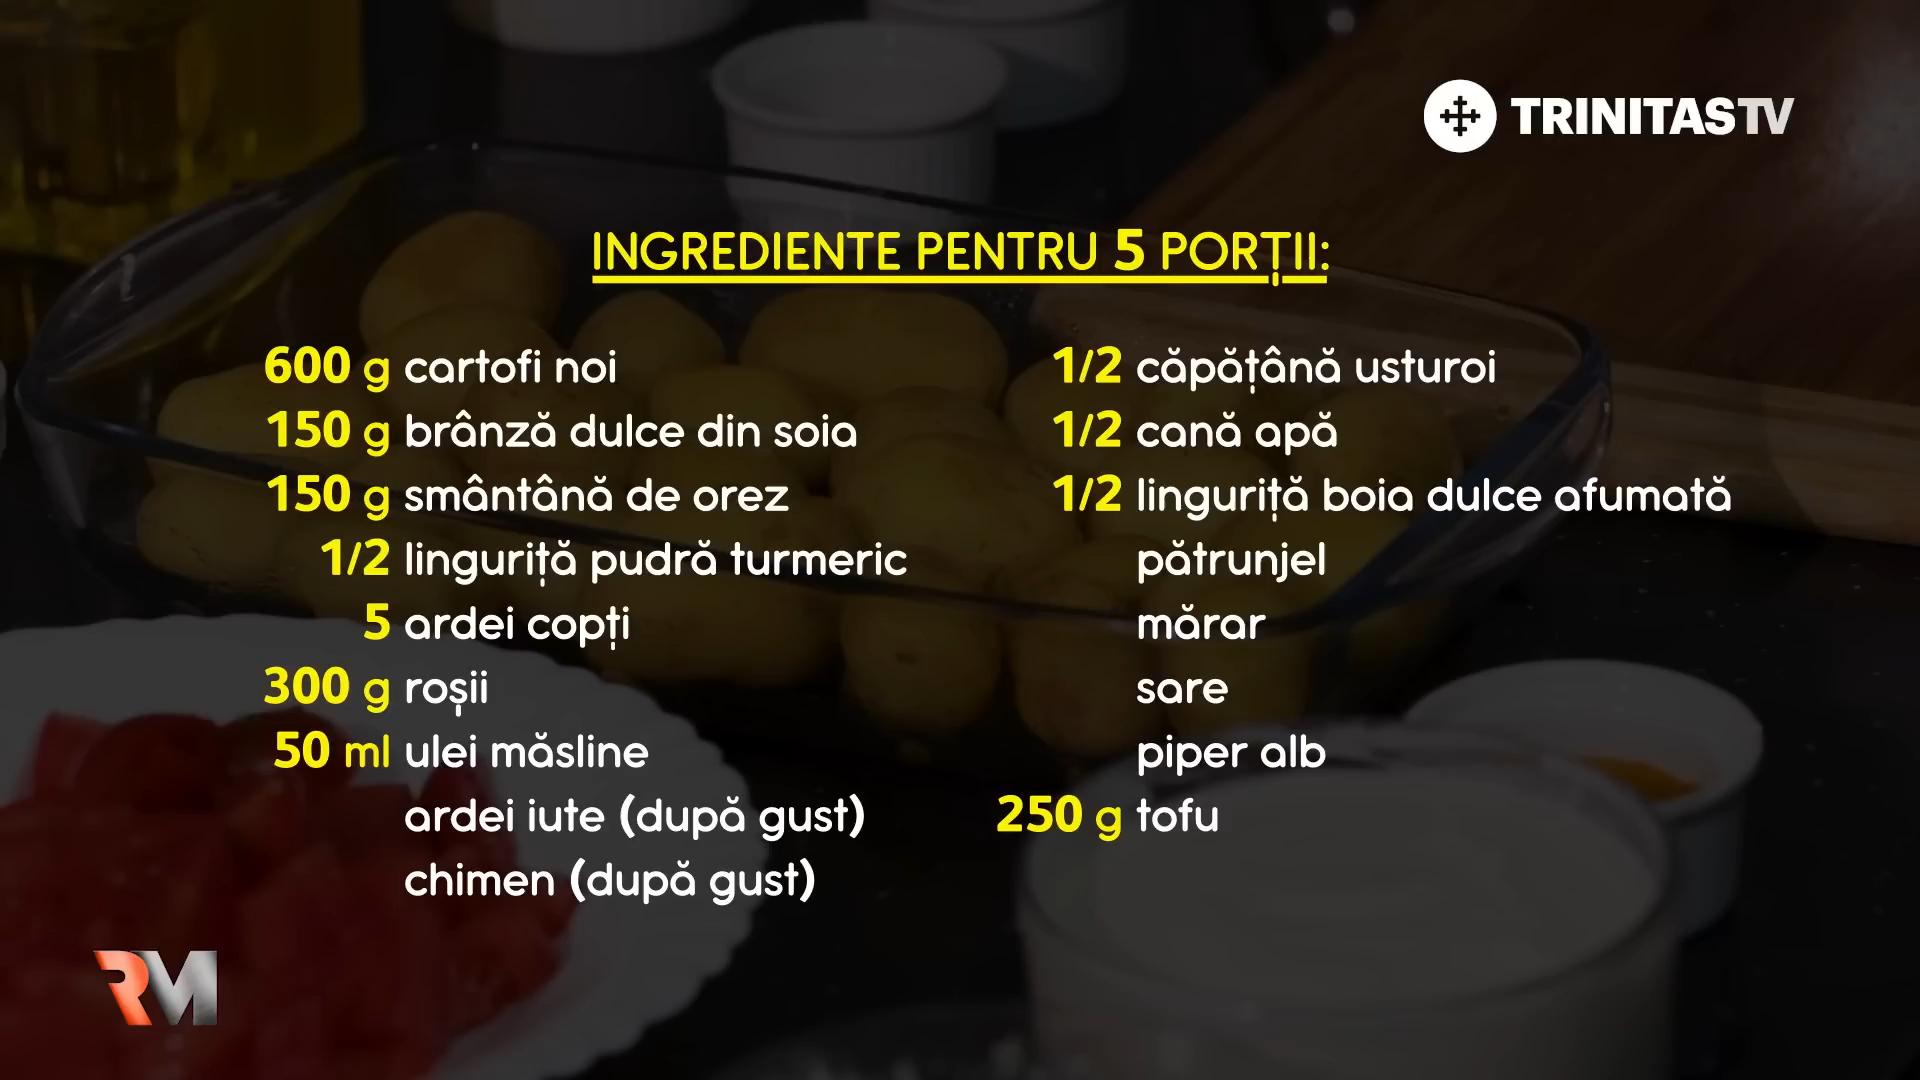 TRINITASTV
INGREDIENTE PENTRU 5 PORȚII:
600 g cartofi noi
150 g brânză dulce din soia
150 g smântână de orez
1/2 linguriță pudră turmeric
5 ardei copți
300 g roșii
50 ml ulei măsline
ardei iute (după gust)
chimen (după gust)
1/2 căpățână usturoi
1/2 cană apă
1/2 linguriță boia dulce afumată
pătrunjel
mărar
sare
piper alb
250 g tofu
RM